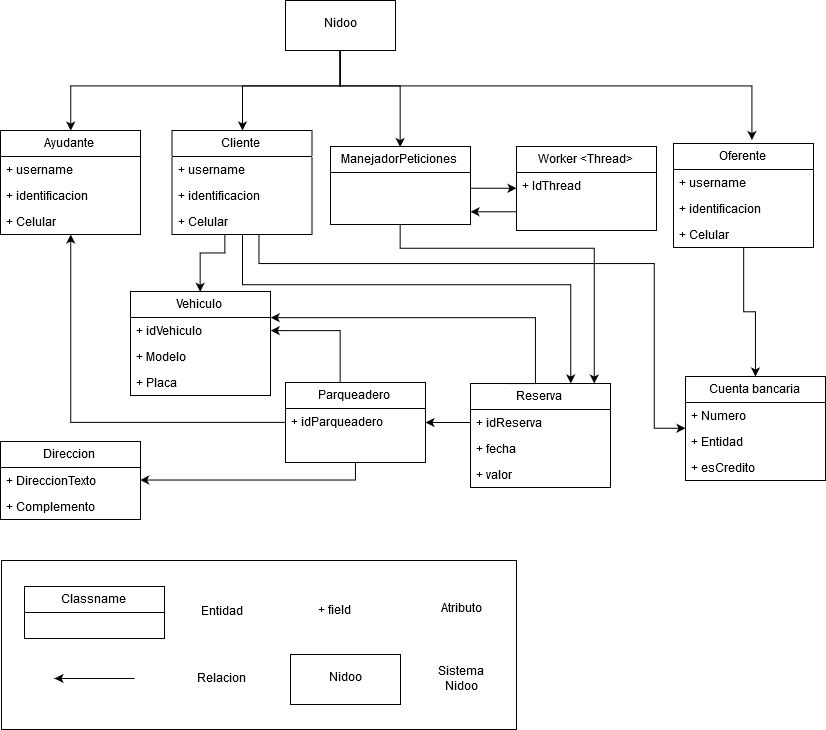 Nidoo
Ayudante
+ username
+ identificacion
+ Celular
Cliente
+ username
+ identificacion
+ Celular
ManejadorPeticiones
Worker <Thread>
+ IdThread
Oferente
+ username
+ identificacion
+ Celular
Vehiculo
+ idVehiculo
+ Modelo
+ Placa
Parqueadero
+ idParqueadero
Reserva
+ idReserva
+ fecha
+ valor
Cuenta bancaria
+ Numero
+ Entidad
+ esCredito
Direccion
+ DireccionTexto
+ Complemento
Classname
Entidad
+ field
Atributo
Relacion
Nidoo
Sistema
Nidoo